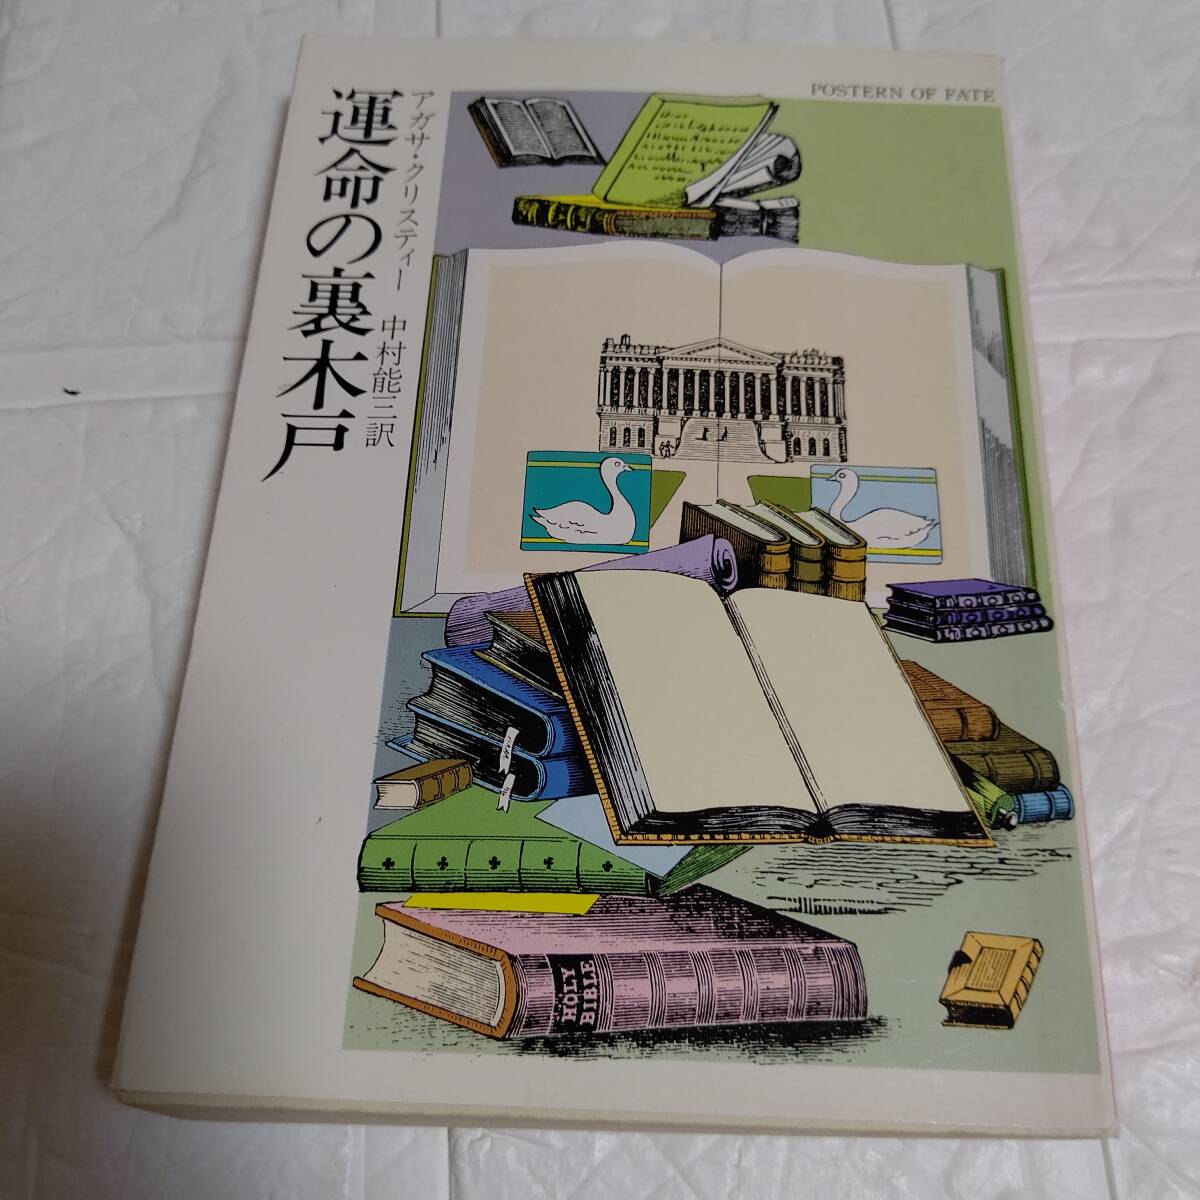 POSTERN OF FATE
アガサ・クリスティー
運命の裏木戸
中村能三訳
HOLY
BIBLE